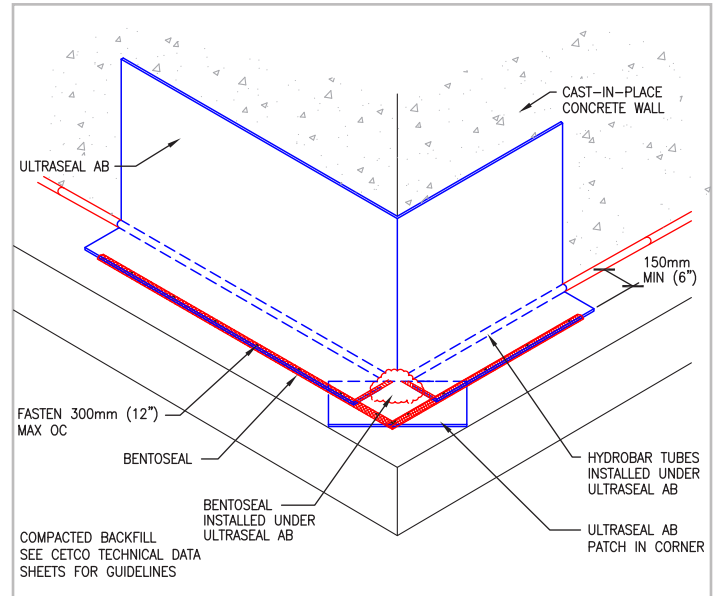 CAST-IN-PLACE
CONCRETE WALL
ULTRASEAL AB
150mm
MIN (6")
FASTEN 300mm (12")
MAX OC
BENTOSEAL
BENTOSEAL
INSTALLED UNDER
ULTRASEAL AB
HYDROBAR TUBES
INSTALLED UNDER
ULTRASEAL AB
ULTRASEAL AB
PATCH IN CORNER
COMPACTED BACKFILL
SEE CETCO TECHNICAL DATA
SHEETS FOR GUIDELINES